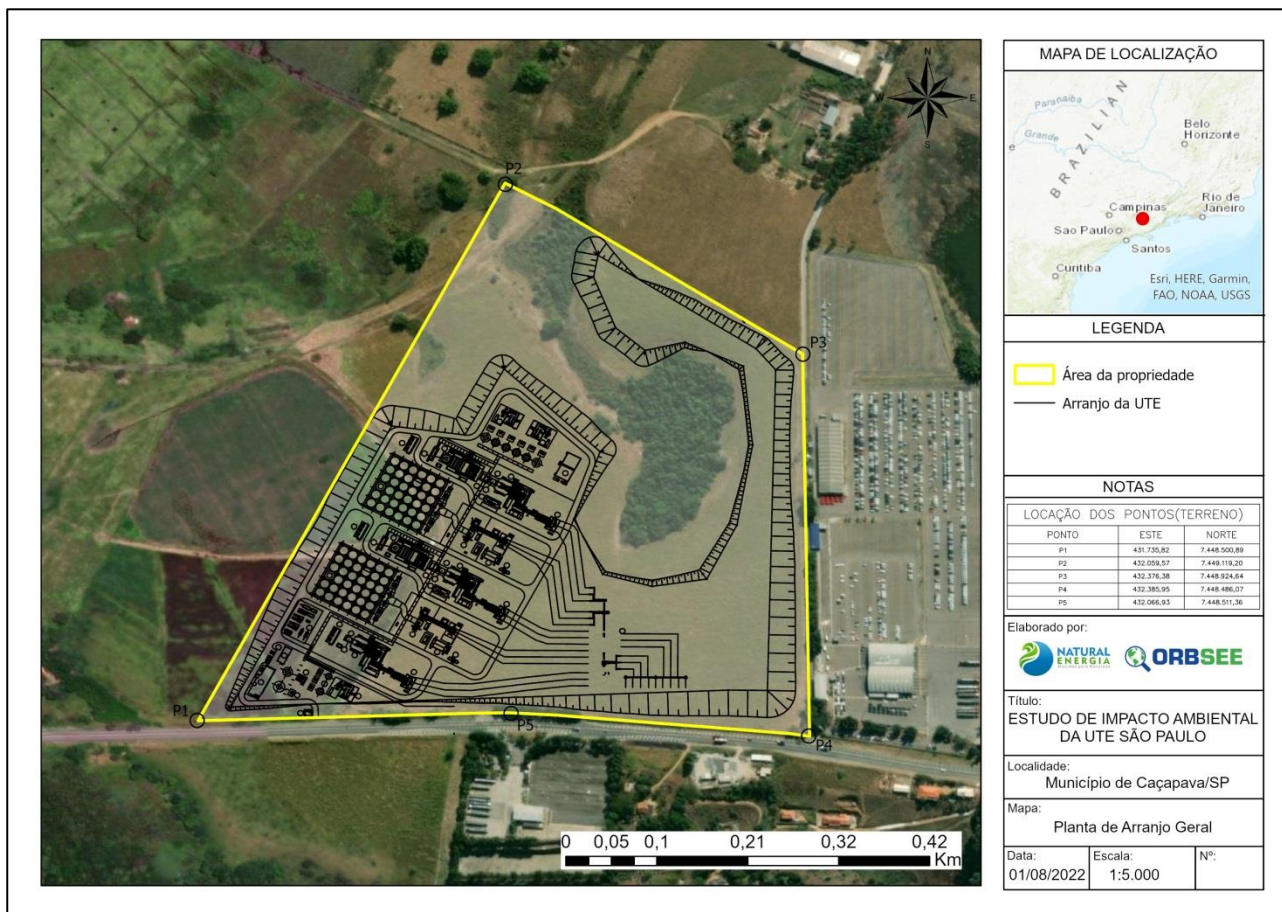 P2
P3
P1
P5
P4
N
E
S
0 0,05 0,1 0,21 0,32 0,42
Km
MAPA DE LOCALIZAÇÃO
Paranaiba
Grande
BRAZILIAN
Belo
Horizonte
Rio de
Janeiro
Campinas
Sao Paulo
Santos
Curitiba
Esri, HERE, Garmin,
FAO, NOAA, USGS
LEGENDA
Área da propriedade
Arranjo da UTE
NOTAS
LOCAÇÃO DOS PONTOS(TERRENO)
PONTO ESTE NORTE
P1 431.735,82 7.448.500,89
P2 432.059,57 7.449.119,20
P3 432.376,38 7.448.924,64
P4 432.385,95 7.448.486,07
P5 432.066,93 7.448.511,36
Elaborado por:
NATURAL
ENERGIA
ORBSEE
Título:
ESTUDO DE IMPACTO AMBIENTAL
DA UTE SÃO PAULO
Localidade:
Município de Caçapava/SP
Mapa:
Planta de Arranjo Geral
Data: Escala: Nº:
01/08/2022 1:5.000